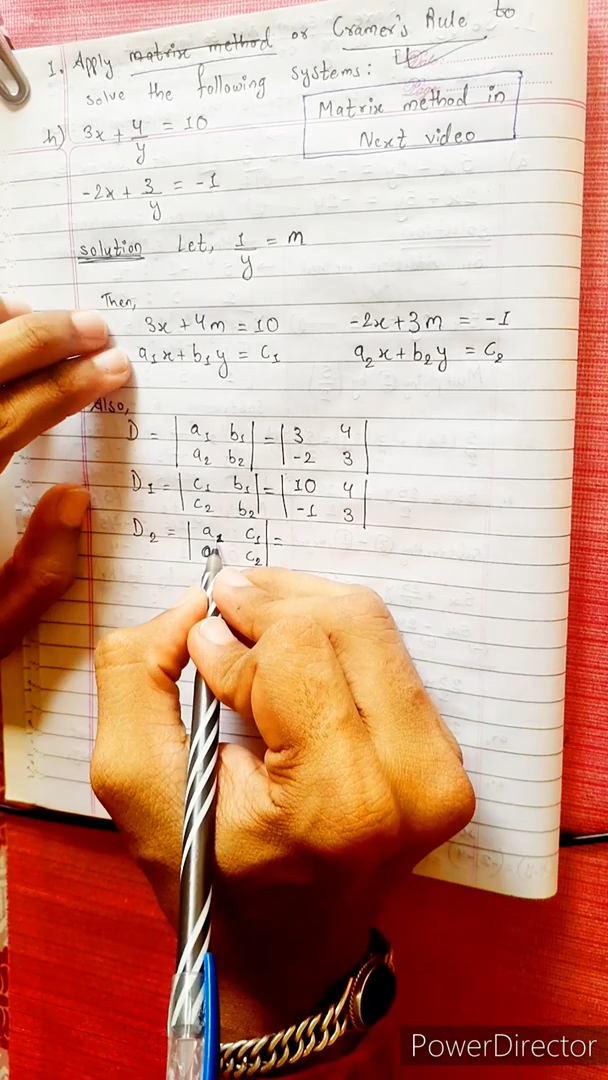 1. Apply matrix method or Cramer's Rule to
solve the following systems:
h) 3x + 4/y = 10
-2x + 3/y = -1
Matrix method in
Next video
solution Let, 1/y = m
Then,
3x + 4m = 10 -2x + 3m = -1
a₁x + b₁y = c₁ a₂x + b₂y = c₂
Also,
D = | a₁ b₁ | = | 3 4 |
| a₂ b₂ | | -2 3 |
D₁ = | c₁ b₁ | = | 10 4 |
| c₂ b₂ | | -1 3 |
D₂ = | a₁ c₁ | =
| a c₂ |
PowerDirector